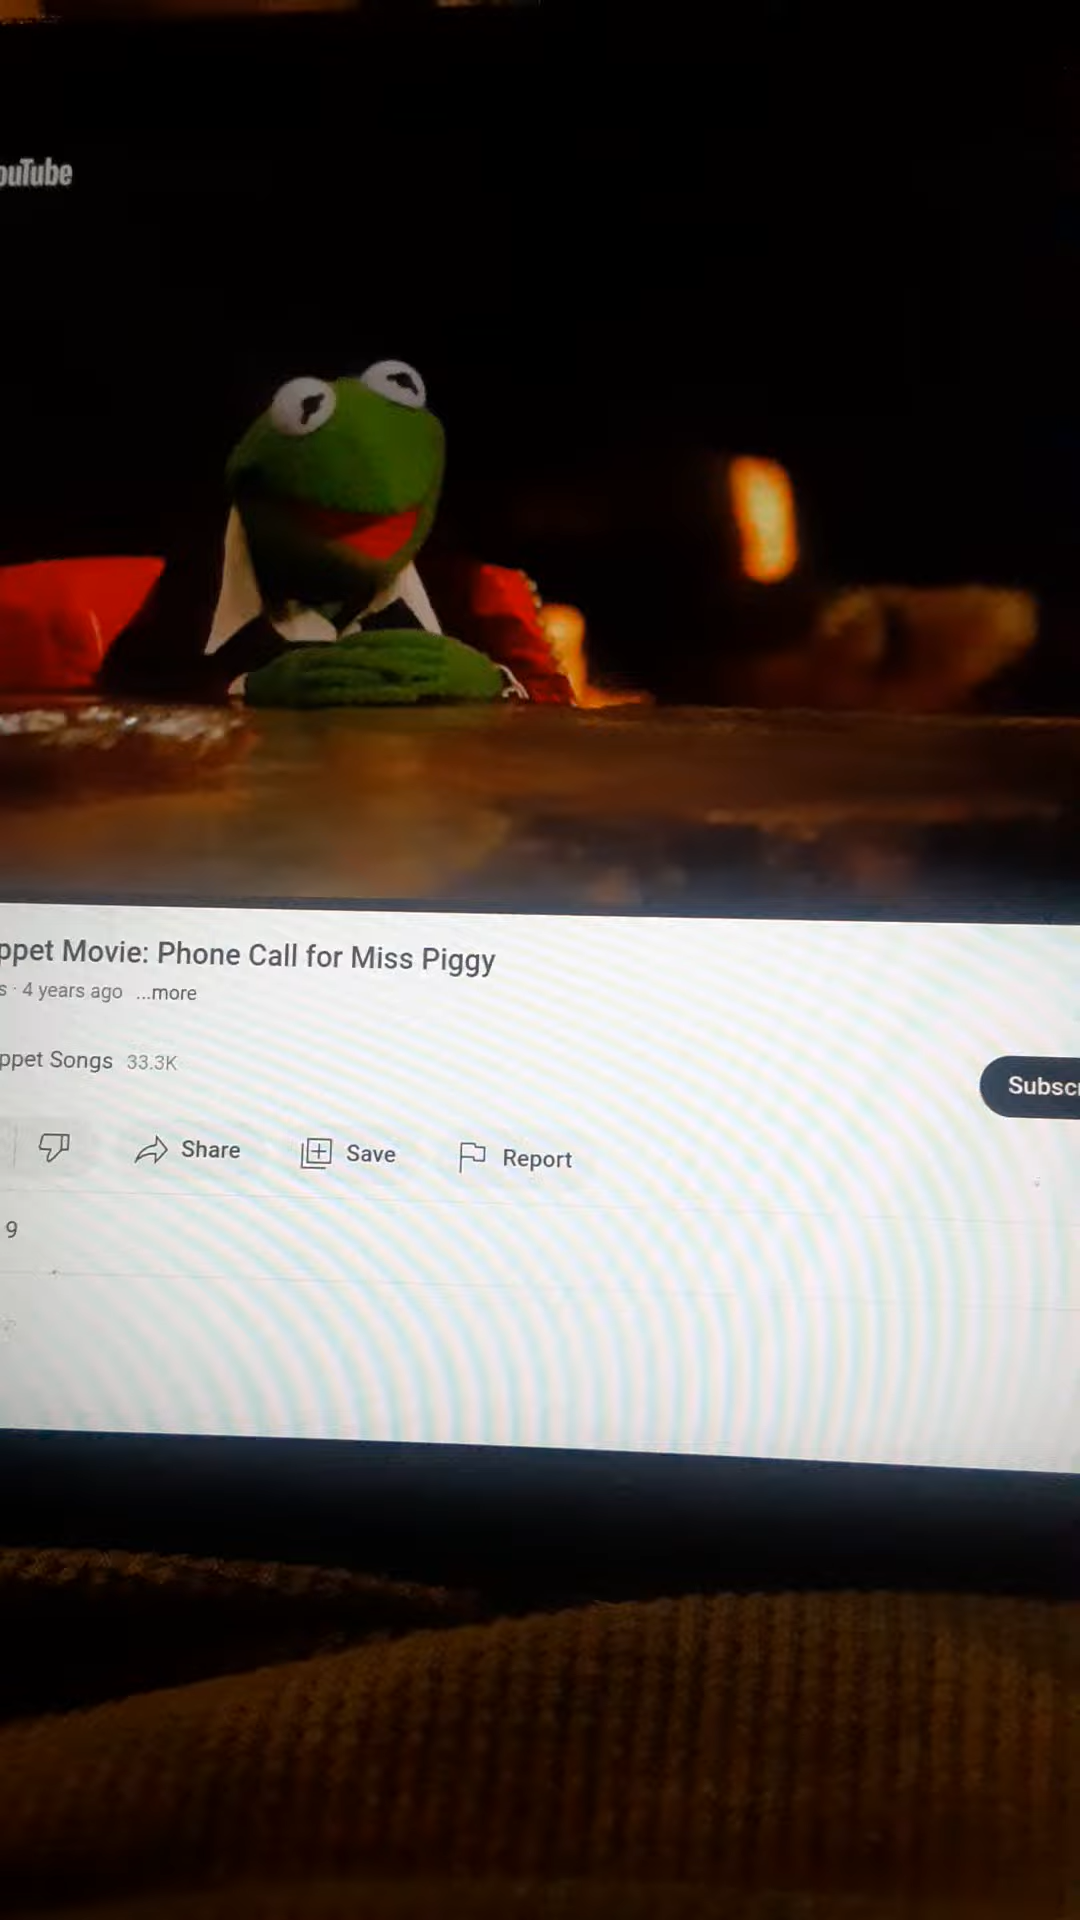 ouTube
ppet Movie: Phone Call for Miss Piggy
s · 4 years ago ...more
ppet Songs 33.3K
Subscr
Share Save Report
9